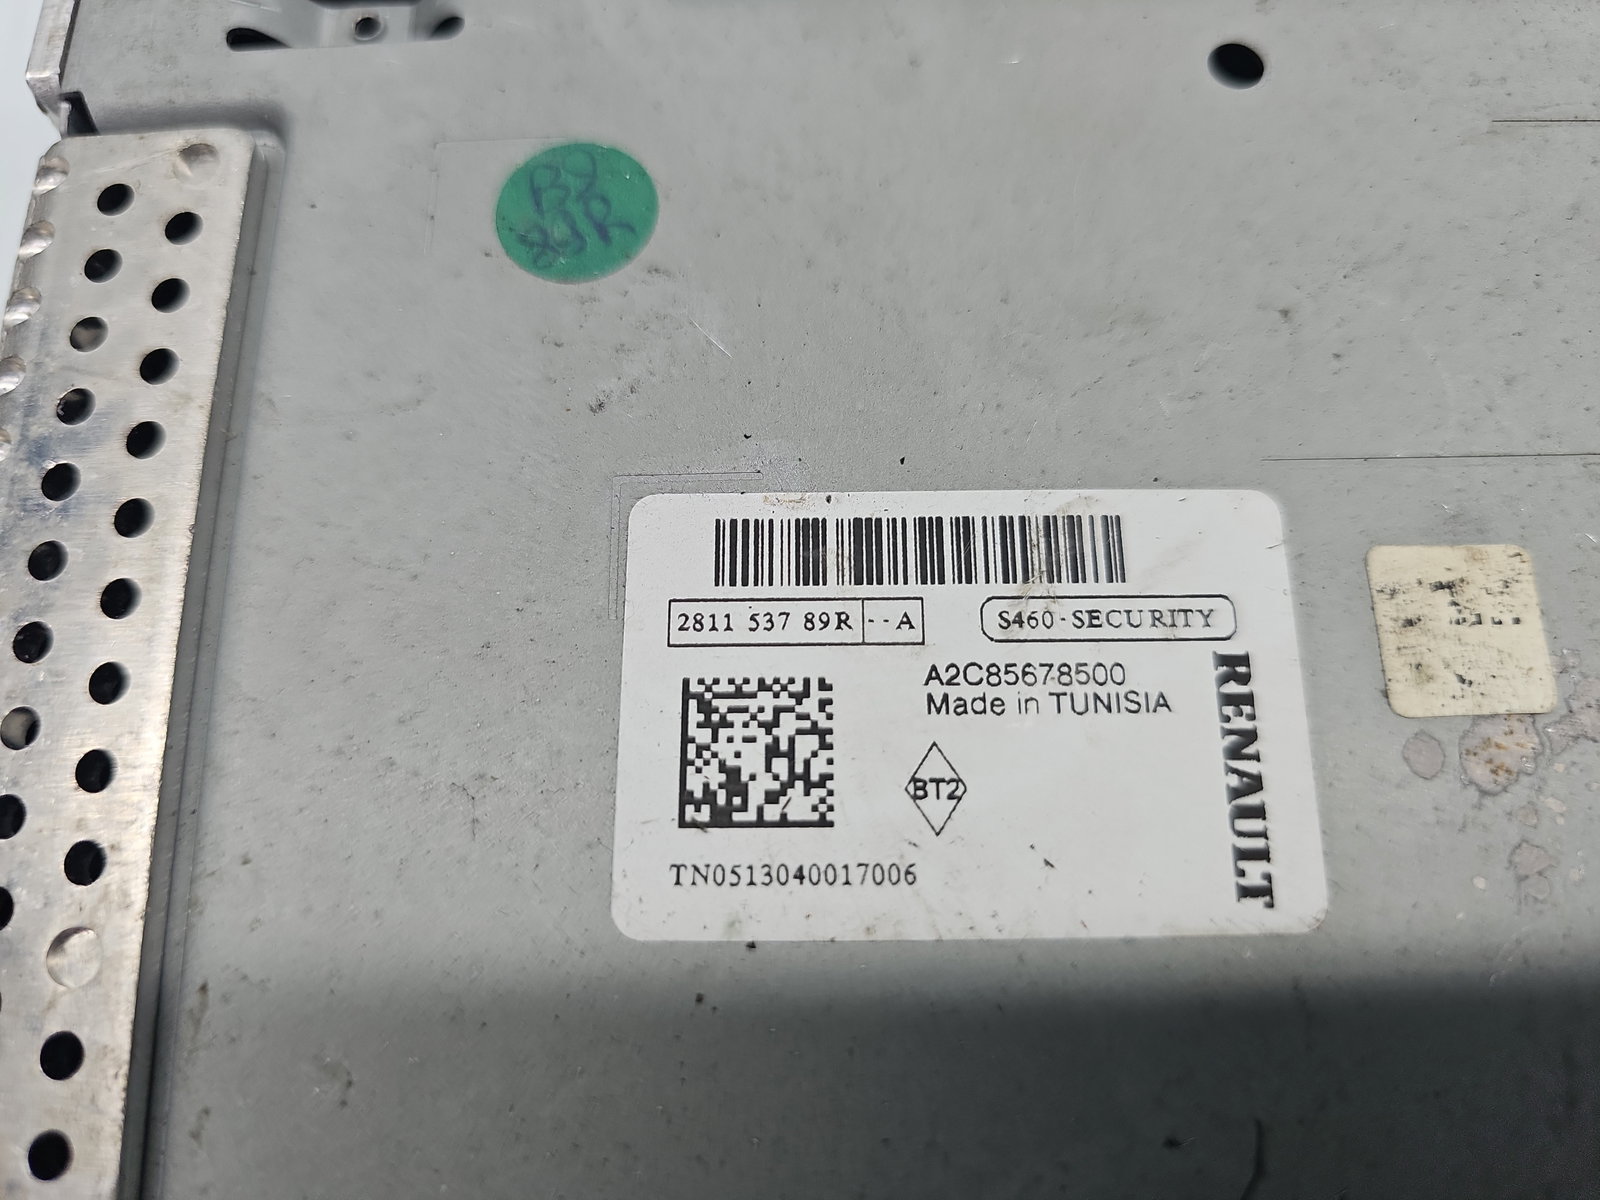 2811 537 89R --A
S460-SECURITY
A2C85678500
Made in TUNISIA
BT2
TN0513040017006
RENAULT